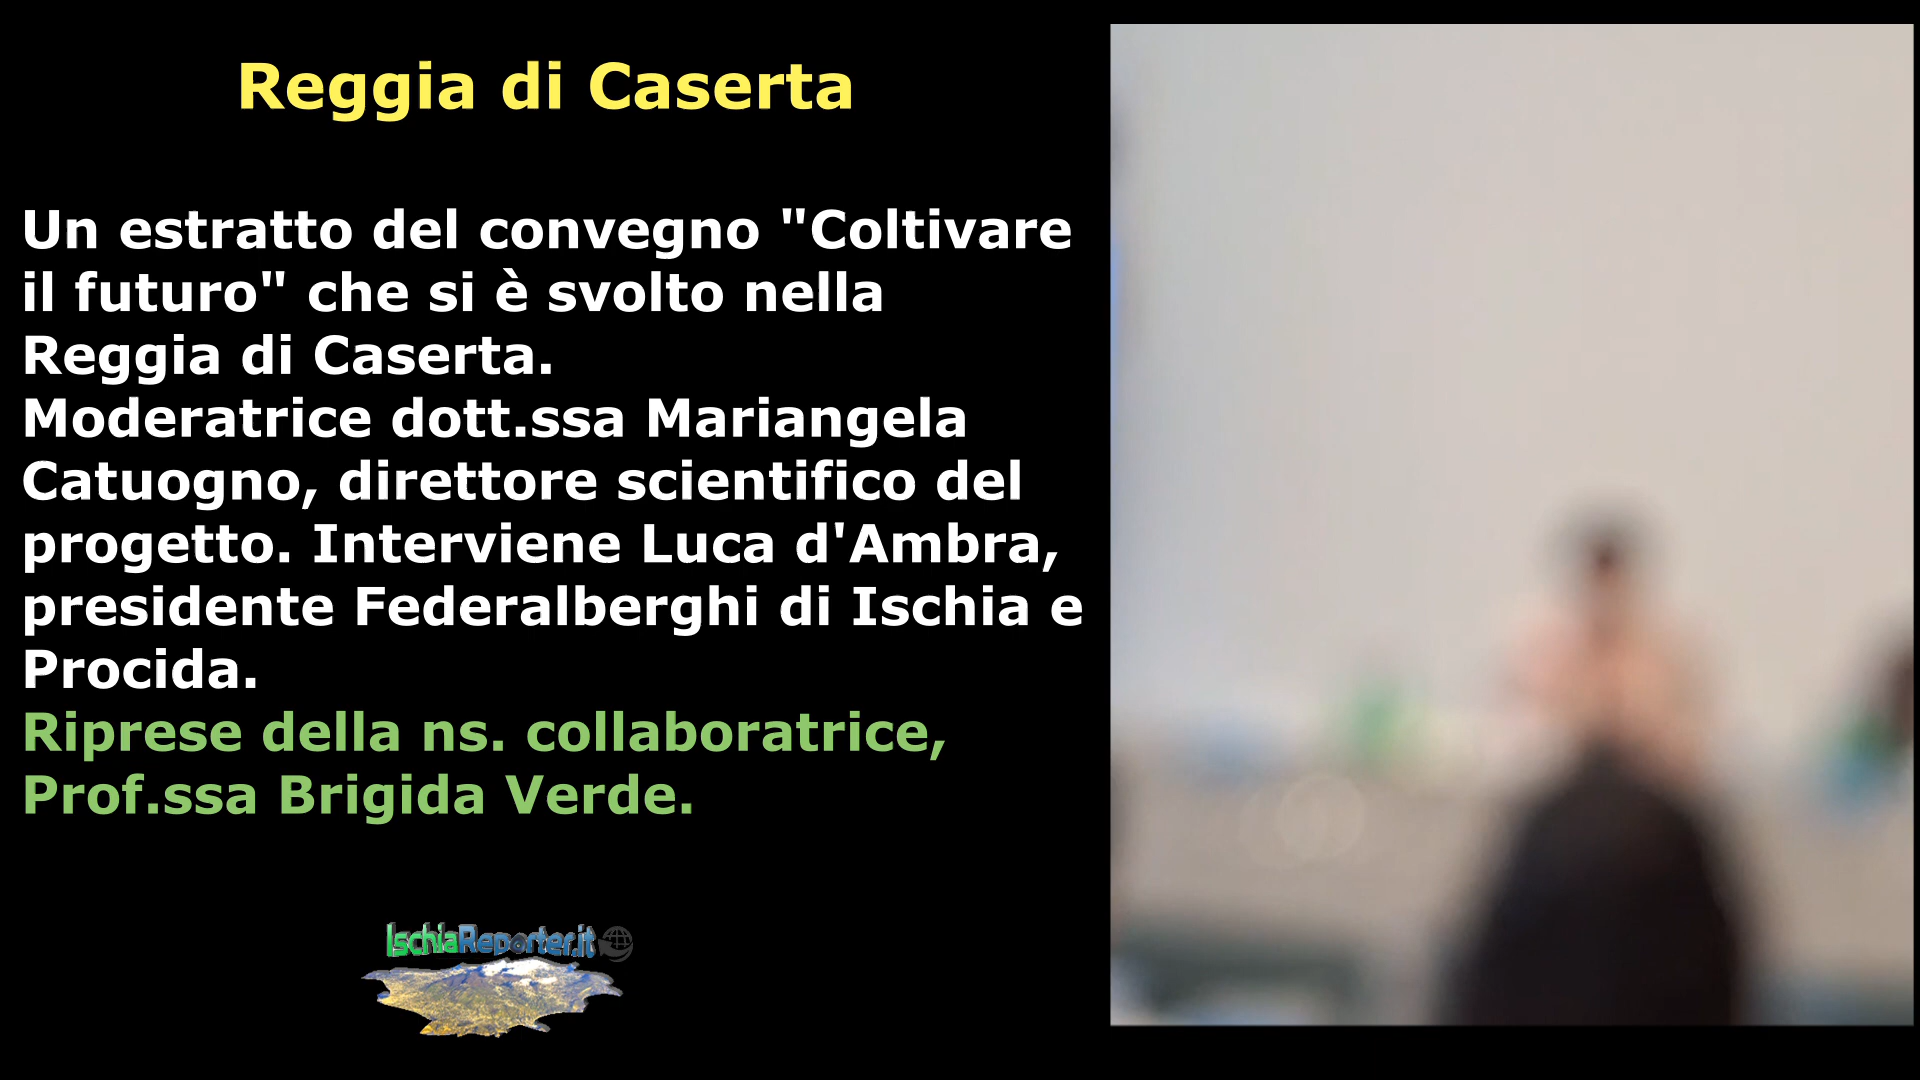 Reggia di Caserta
Un estratto del convegno "Coltivare
il futuro" che si è svolto nella
Reggia di Caserta.
Moderatrice dott.ssa Mariangela
Catuogno, direttore scientifico del
progetto. Interviene Luca d'Ambra,
presidente Federalberghi di Ischia e
Procida.
Riprese della ns. collaboratrice,
Prof.ssa Brigida Verde.
IschiaReporter.it